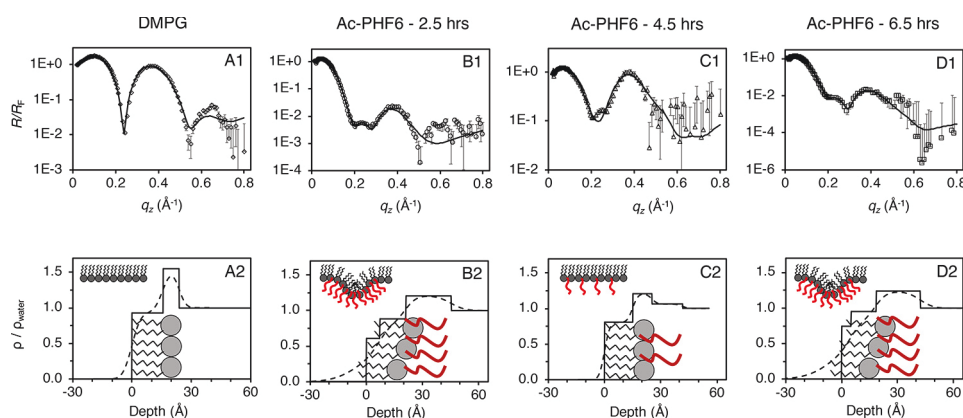 DMPG
Ac-PHF6 - 2.5 hrs
Ac-PHF6 - 4.5 hrs
Ac-PHF6 - 6.5 hrs
A1
1E+0
1E-1
1E-2
1E-3
R/RF
0 0.2 0.4 0.6 0.8
qz (Å-1)
B1
1E+0
1E-1
1E-2
1E-3
1E-4
0 0.2 0.4 0.6 0.8
qz (Å-1)
C1
1E+0
1E-1
1E-2
0 0.2 0.4 0.6 0.8
qz (Å-1)
D1
1E+0
1E-2
1E-4
1E-6
0 0.2 0.4 0.6 0.8
qz (Å-1)
A2
1.5
1.0
0.5
0.0
ρ / ρwater
-30 0 30 60
Depth (Å)
B2
1.5
1.0
0.5
0.0
-30 0 30 60
Depth (Å)
C2
1.5
1.0
0.5
0.0
-30 0 30 60
Depth (Å)
D2
1.5
1.0
0.5
0.0
-30 0 30 60
Depth (Å)